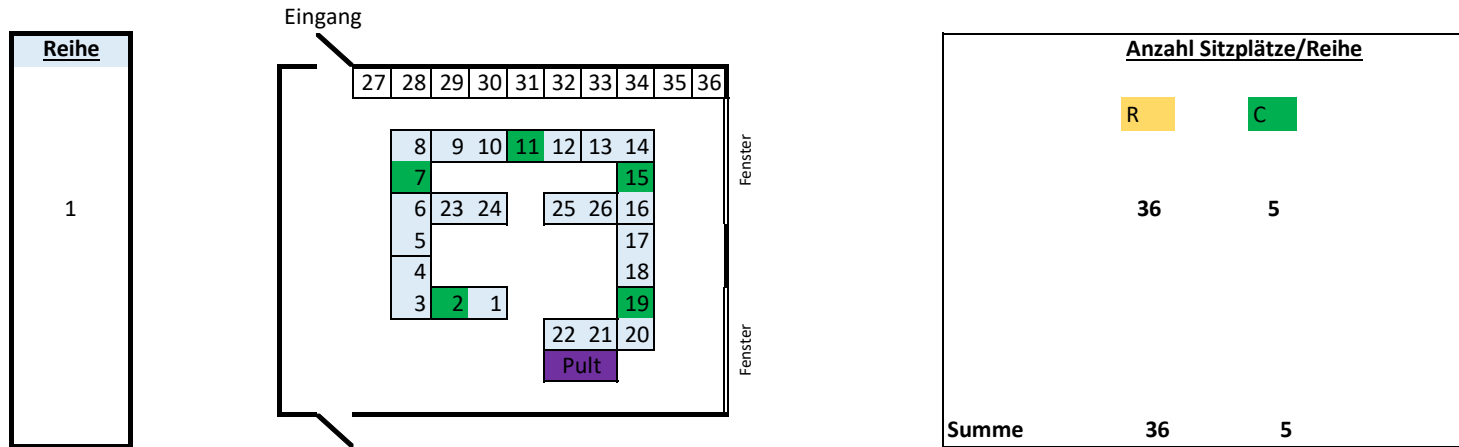 Eingang
Reihe
Anzahl Sitzplätze/Reihe
27 28 29 30 31 32 33 34 35 36
R C
8 9 10 11 12 13 14
Fenster
7 15
1
6 23 24 25 26 16
36 5
5 17
4 18
3 2 1 19
Fenster
22 21 20
Pult
Summe 36 5